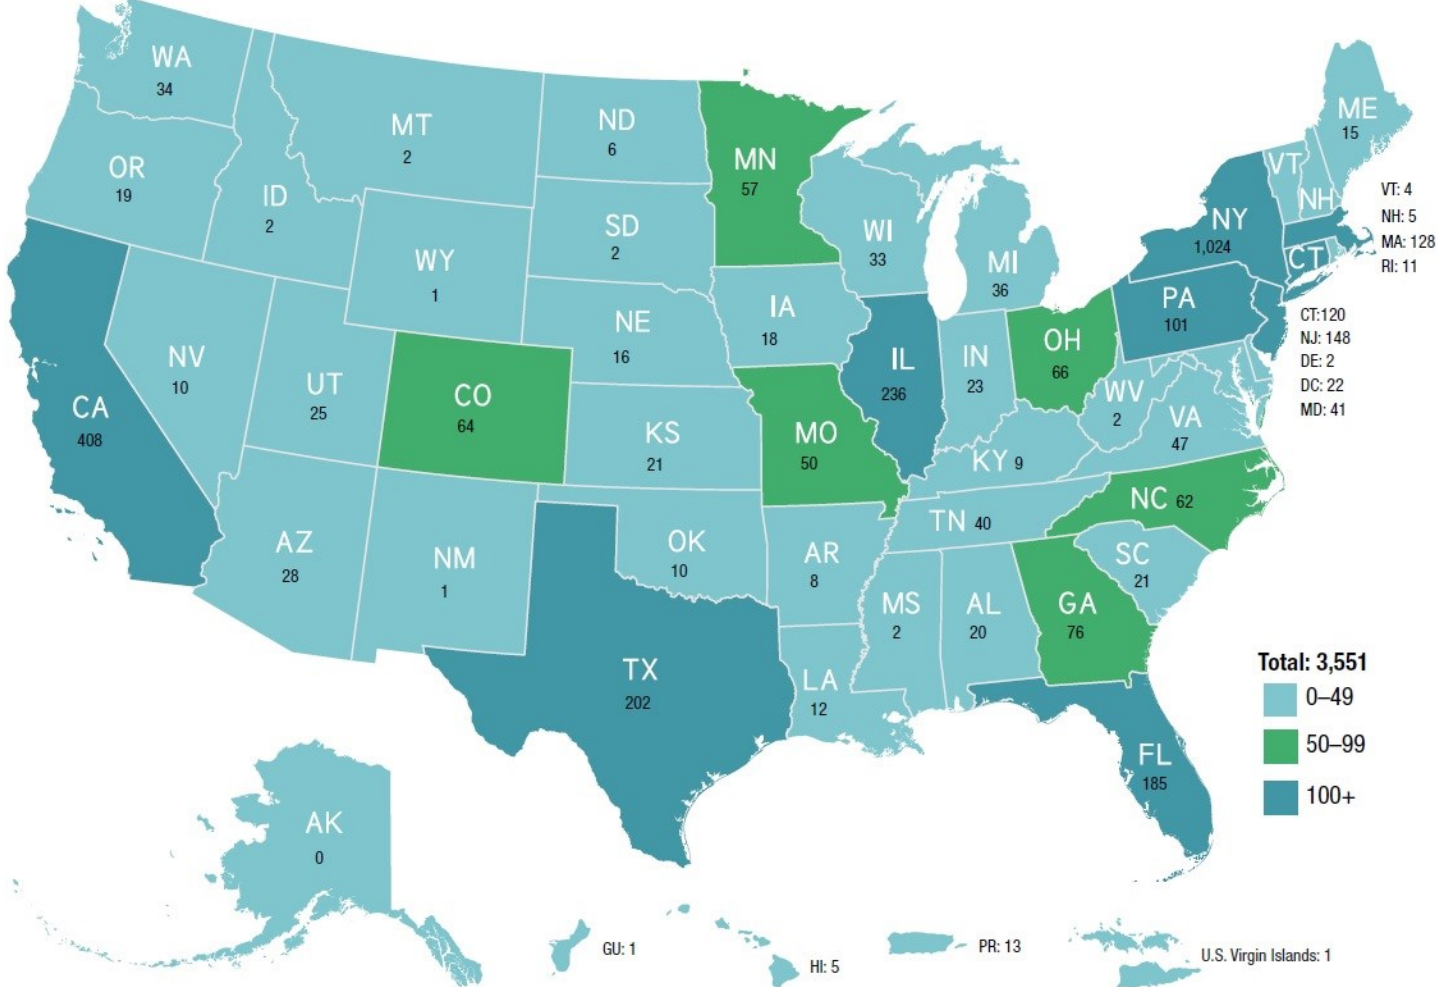 WA
34
MT
2
ND
6
MN
57
ME
15
OR
19
ID
2
SD
2
WI
33
MI
36
NY
1,024
VT
NH
VT: 4
NH: 5
MA: 128
RI: 11
WY
1
IA
18
NE
16
PA
101
CT
CT:120
NJ: 148
DE: 2
DC: 22
MD: 41
NV
10
UT
25
CO
64
IL
236
IN
23
OH
66
WV
2
VA
47
CA
408
KS
21
MO
50
KY 9
NC 62
TN 40
AZ
28
NM
1
OK
10
AR
8
SC
21
MS
2
AL
20
GA
76
TX
202
LA
12
FL
185
Total: 3,551
0–49
50–99
100+
AK
0
GU: 1
HI: 5
PR: 13
U.S. Virgin Islands: 1